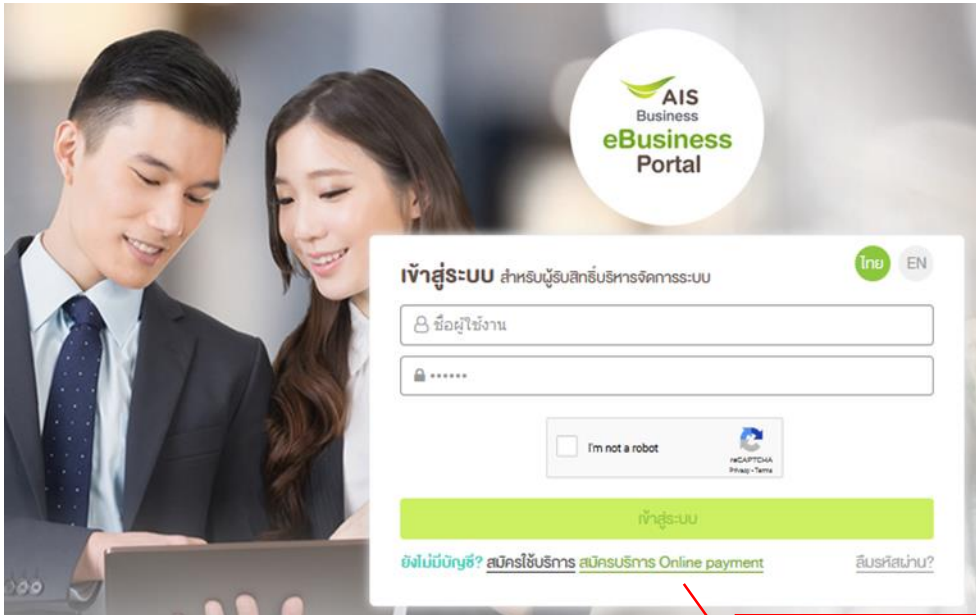 AIS
Business
eBusiness
Portal
เข้าสู่ระบบ สำหรับผู้รับสิทธิ์บริหารจัดการระบบ
ไทย EN
ชื่อผู้ใช้งาน
••••••
I'm not a robot
reCAPTCHA
Privacy - Terms
เข้าสู่ระบบ
ยังไม่มีบัญชี? สมัครใช้บริการ สมัครบริการ Online payment ลืมรหัสผ่าน?